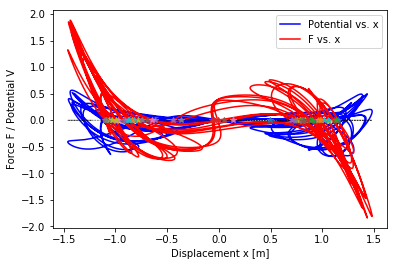 2.0
1.5
1.0
0.5
0.0
−0.5
−1.0
−1.5
−2.0
Force F / Potential V
Potential vs. x
F vs. x
−1.5 −1.0 −0.5 0.0 0.5 1.0 1.5
Displacement x [m]